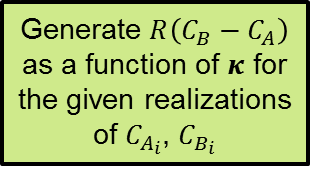 Generate R(C_B − C_A)
as a function of κ for
the given realizations
of C_{A_i}, C_{B_i}